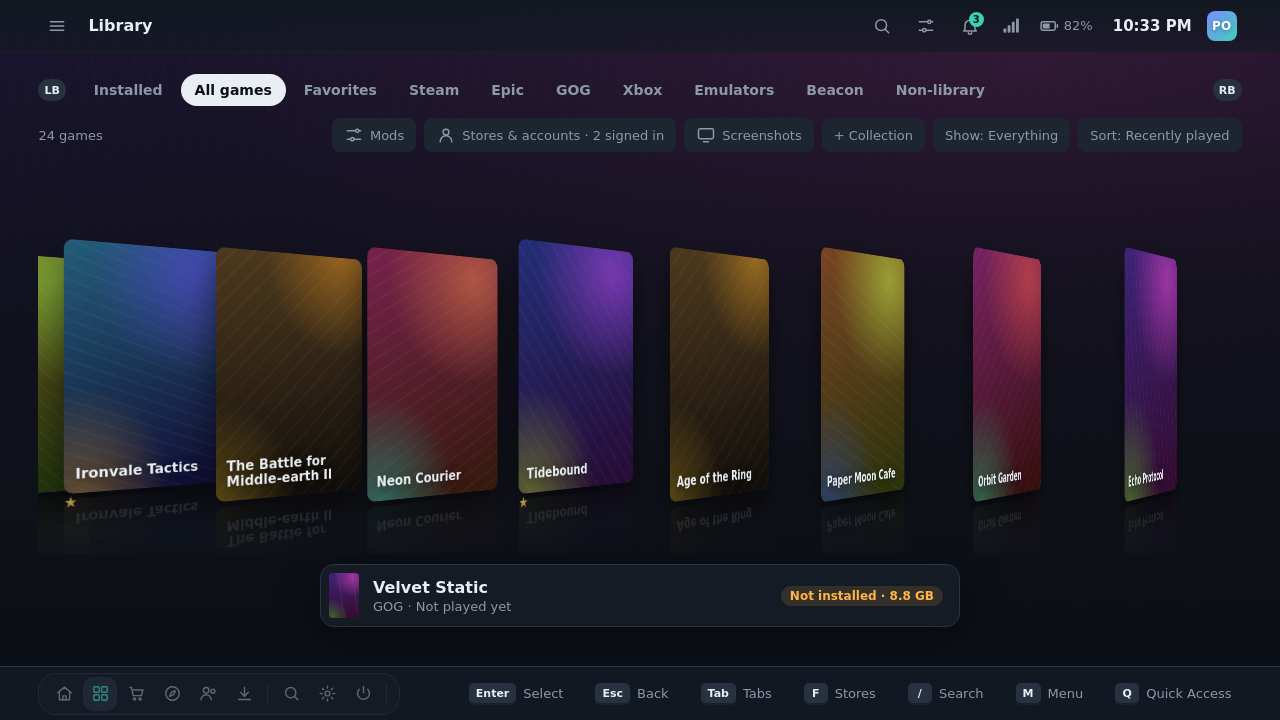 Library
3
82%
10:33 PM
PO
LB
Installed
All games
Favorites
Steam
Epic
GOG
Xbox
Emulators
Beacon
Non-library
RB
24 games
Mods
Stores & accounts · 2 signed in
Screenshots
+ Collection
Show: Everything
Sort: Recently played
Ironvale Tactics
The Battle for
Middle-earth II
Neon Courier
Tidebound
Age of the Ring
Paper Moon Cafe
Orbit Garden
Echo Protocol
Velvet Static
GOG · Not played yet
Not installed · 8.8 GB
Enter Select
Esc Back
Tab Tabs
F Stores
/ Search
M Menu
Q Quick Access